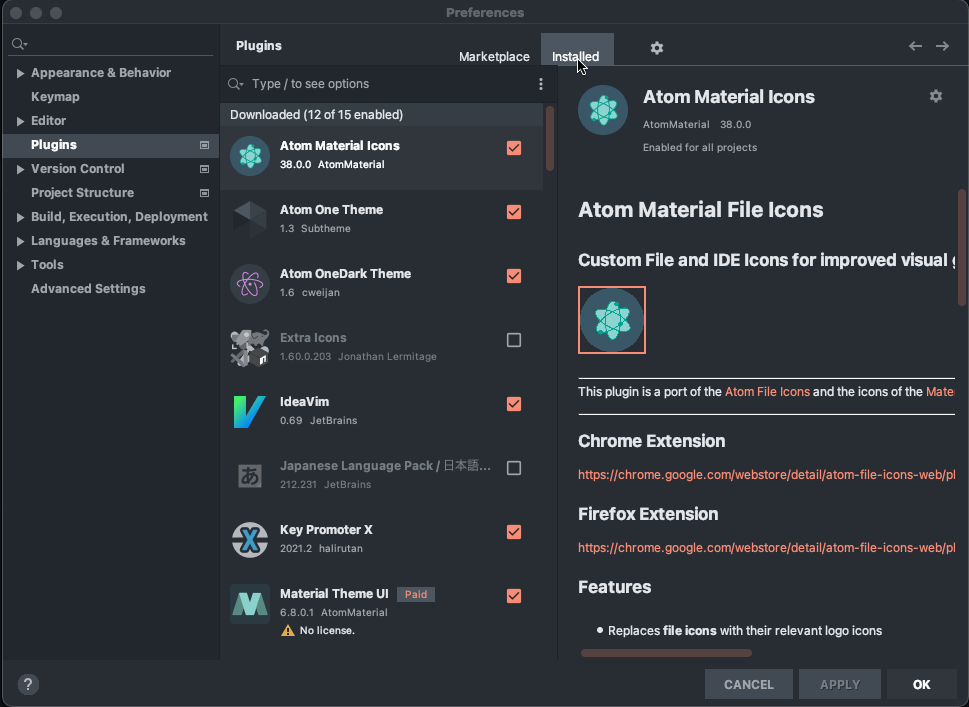 Preferences
Appearance & Behavior
Keymap
Editor
Plugins
Version Control
Project Structure
Build, Execution, Deployment
Languages & Frameworks
Tools
Advanced Settings
Plugins
Marketplace
Installed
Type / to see options
Downloaded (12 of 15 enabled)
Atom Material Icons
38.0.0 AtomMaterial
Atom One Theme
1.3 Subtheme
Atom OneDark Theme
1.6 cweijan
Extra Icons
1.60.0.203 Jonathan Lermitage
IdeaVim
0.69 JetBrains
あ
Japanese Language Pack / 日本語...
212.231 JetBrains
X
Key Promoter X
2021.2 halirutan
Material Theme UI Paid
6.8.0.1 AtomMaterial
No license.
Atom Material Icons
AtomMaterial 38.0.0
Enabled for all projects
Atom Material File Icons
Custom File and IDE Icons for improved visual g
This plugin is a port of the Atom File Icons and the icons of the Mate
Chrome Extension
https://chrome.google.com/webstore/detail/atom-file-icons-web/pl
Firefox Extension
https://chrome.google.com/webstore/detail/atom-file-icons-web/pl
Features
• Replaces file icons with their relevant logo icons
?
CANCEL
APPLY
OK